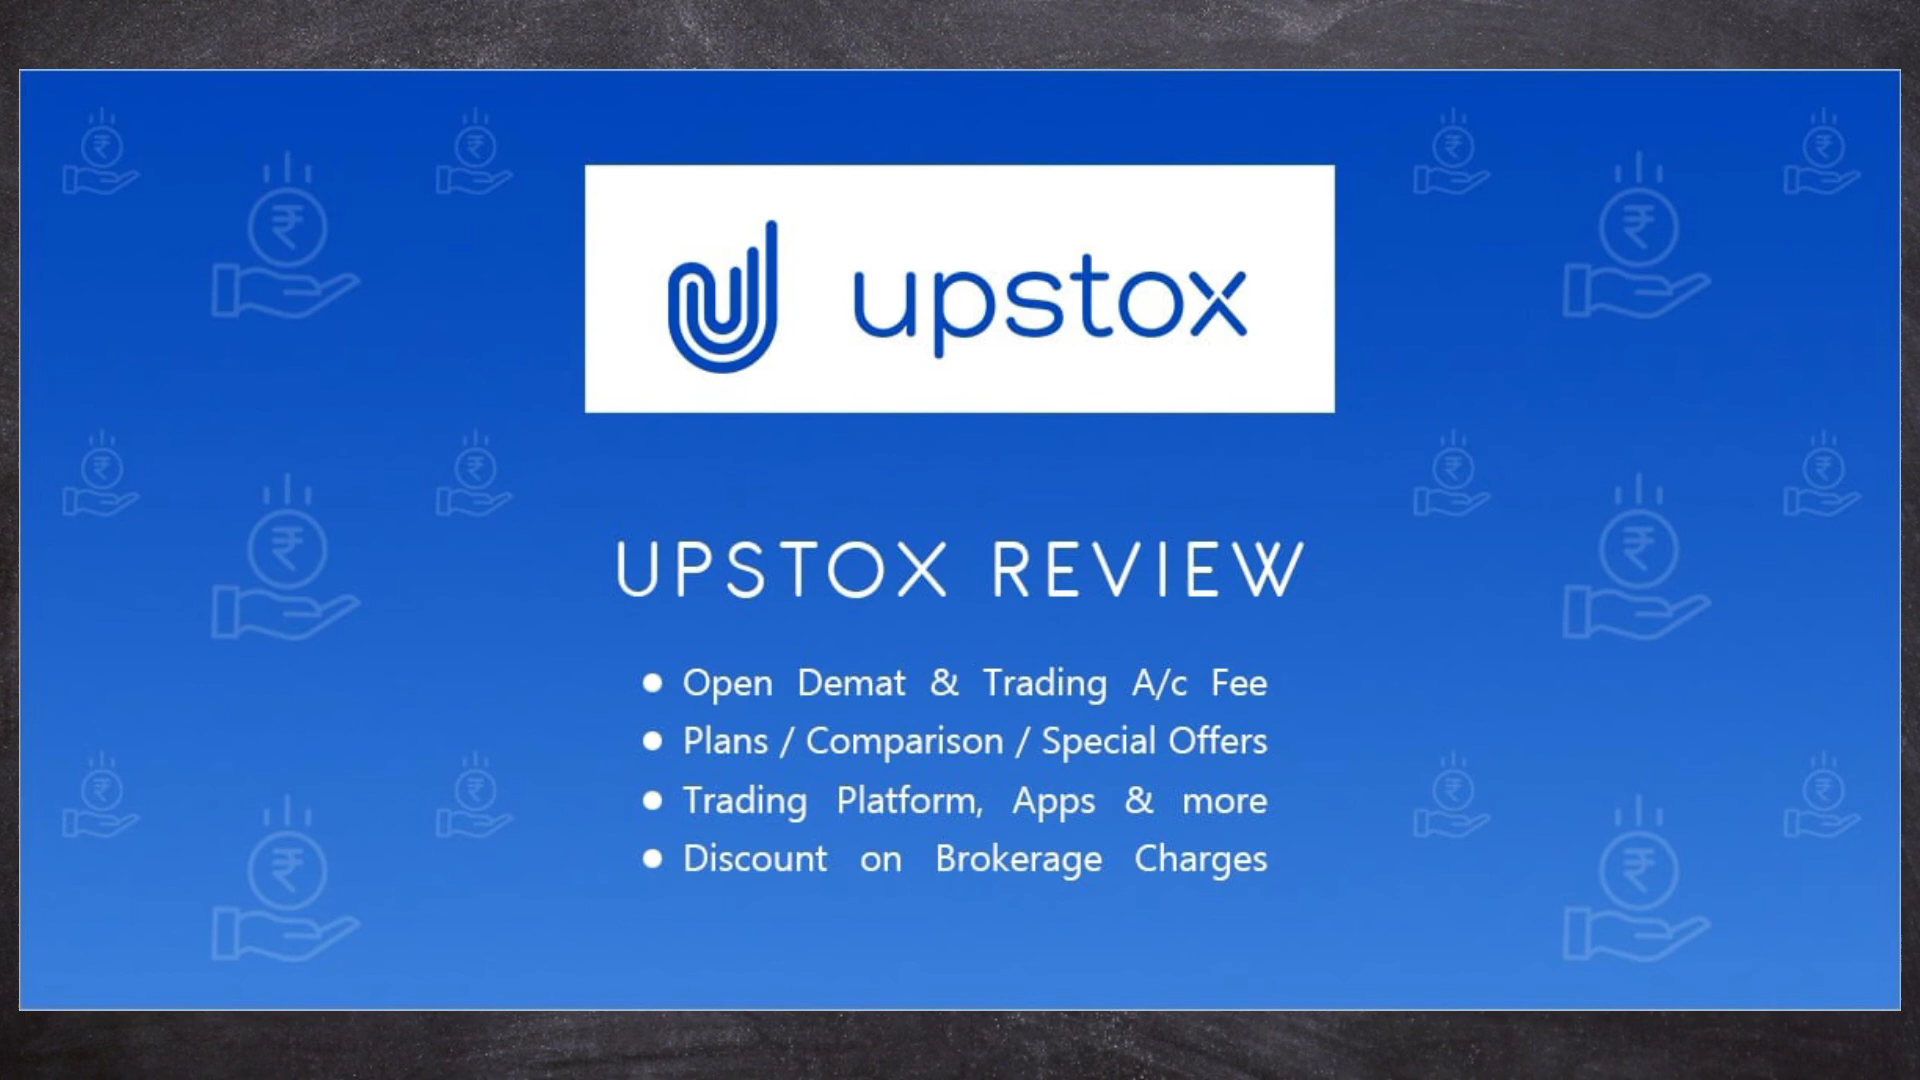 upstox
UPSTOX REVIEW
● Open Demat & Trading A/c Fee
● Plans / Comparison / Special Offers
● Trading Platform, Apps & more
● Discount on Brokerage Charges